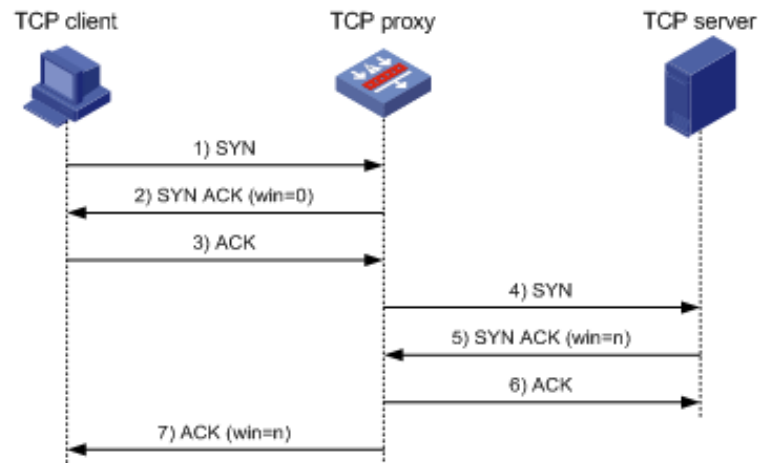 TCP client
TCP proxy
TCP server
1) SYN
2) SYN ACK (win=0)
3) ACK
4) SYN
5) SYN ACK (win=n)
6) ACK
7) ACK (win=n)